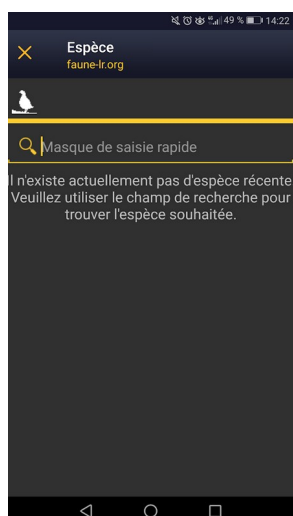 49 % 14:22
Espèce
faune-lr.org
Masque de saisie rapide
Il n'existe actuellement pas d'espèce récente
Veuillez utiliser le champ de recherche pour
trouver l'espèce souhaitée.